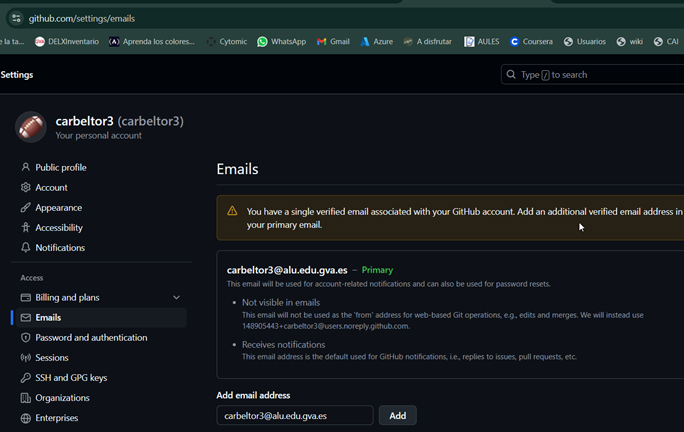 github.com/settings/emails
e la ta... DELXInventario Aprenda los colores... Cytomic WhatsApp Gmail Azure A disfrutar AULES Coursera Usuarios wiki CAI
Settings
Type / to search
carbeltor3 (carbeltor3)
Your personal account
Public profile
Account
Appearance
Accessibility
Notifications
Access
Billing and plans
Emails
Password and authentication
Sessions
SSH and GPG keys
Organizations
Enterprises
Emails
You have a single verified email associated with your GitHub account. Add an additional verified email address in
your primary email.
carbeltor3@alu.edu.gva.es – Primary
This email will be used for account-related notifications and can also be used for password resets.
• Not visible in emails
This email will not be used as the 'from' address for web-based Git operations, e.g., edits and merges. We will instead use
148905443+carbeltor3@users.noreply.github.com.
• Receives notifications
This email address is the default used for GitHub notifications, i.e., replies to issues, pull requests, etc.
Add email address
carbeltor3@alu.edu.gva.es Add